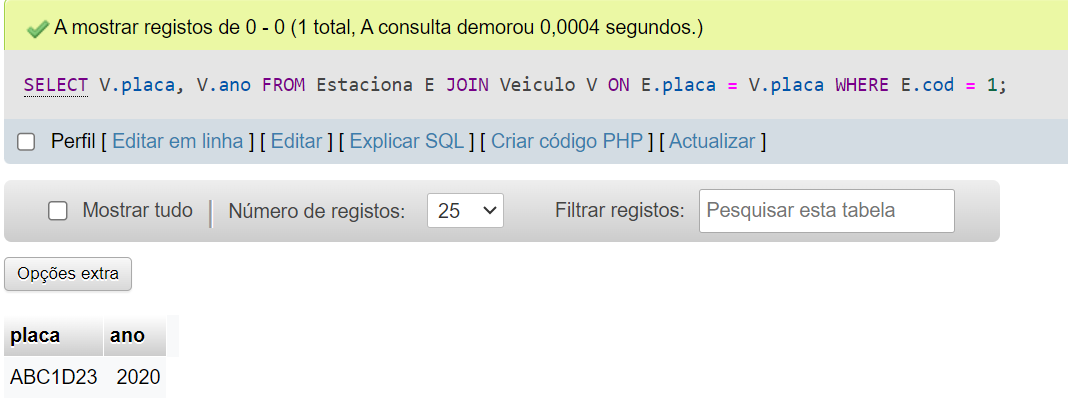 A mostrar registos de 0 - 0 (1 total, A consulta demorou 0,0004 segundos.)
SELECT V.placa, V.ano FROM Estaciona E JOIN Veiculo V ON E.placa = V.placa WHERE E.cod = 1;
Perfil [ Editar em linha ] [ Editar ] [ Explicar SQL ] [ Criar código PHP ] [ Actualizar ]
Mostrar tudo | Número de registos: 25 Filtrar registos: Pesquisar esta tabela
Opções extra
placa ano
ABC1D23 2020